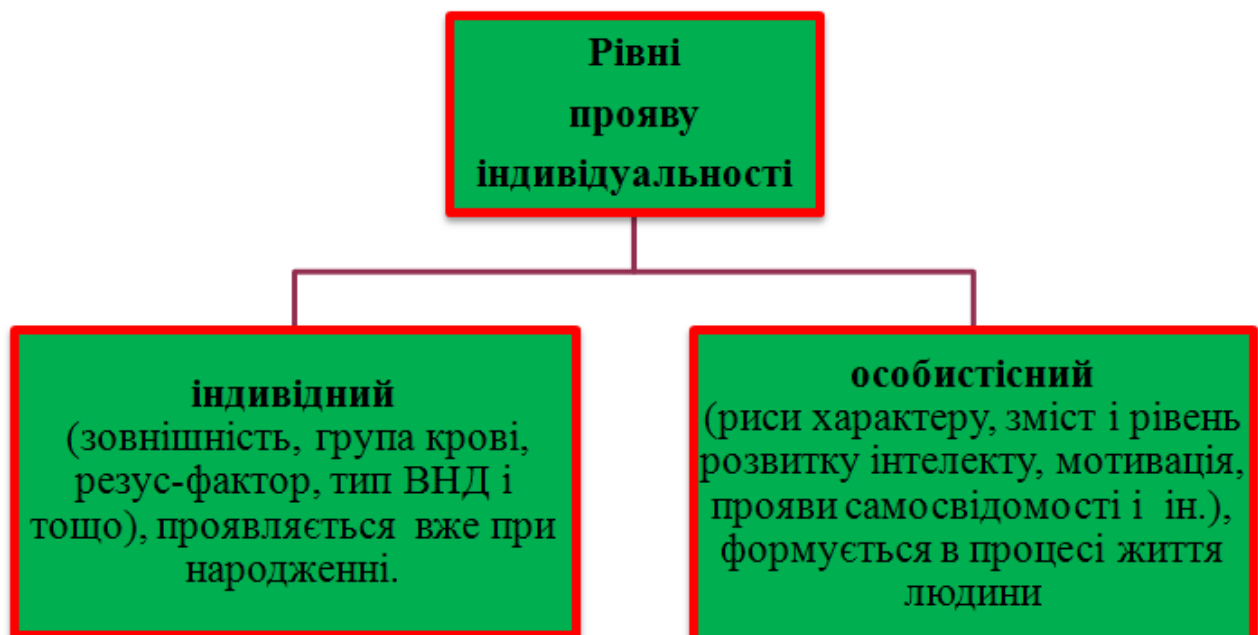 Рівні
прояву
індивідуальності
індивідний
(зовнішність, група крові,
резус-фактор, тип ВНД і
тощо), проявляється вже при
народженні.
особистісний
(риси характеру, зміст і рівень
розвитку інтелекту, мотивація,
прояви самосвідомості і ін.),
формується в процесі життя
людини